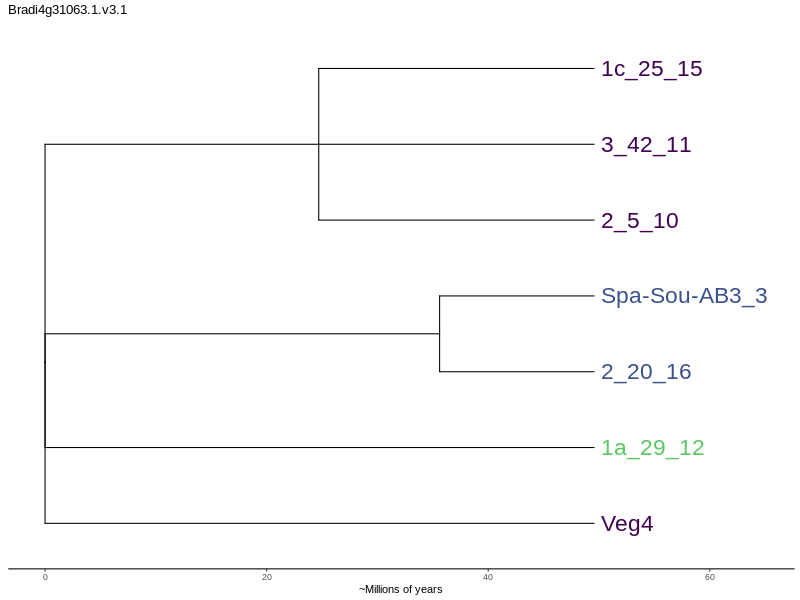 Bradi4g31063.1.v3.1
1c_25_15
3_42_11
2_5_10
Spa-Sou-AB3_3
2_20_16
1a_29_12
Veg4
0 20 40 60
~Millions of years